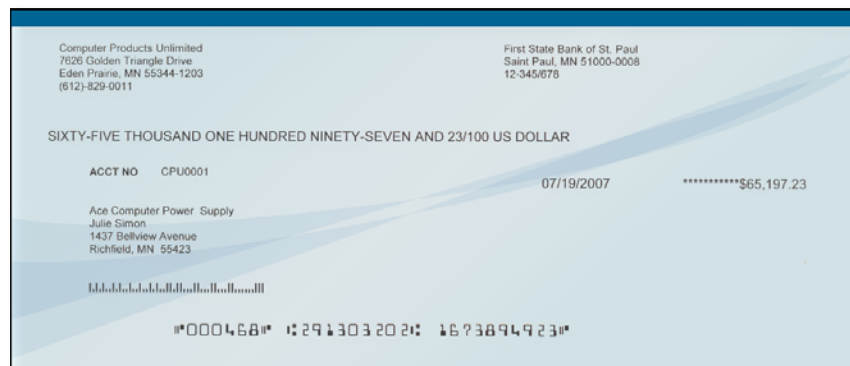 Computer Products Unlimited
7626 Golden Triangle Drive
Eden Prairie, MN 55344-1203
(612)-829-0011
First State Bank of St. Paul
Saint Paul, MN 51000-0008
12-345/678
SIXTY-FIVE THOUSAND ONE HUNDRED NINETY-SEVEN AND 23/100 US DOLLAR
ACCT NO CPU0001
07/19/2007 ***********$65,197.23
Ace Computer Power Supply
Julie Simon
1437 Bellview Avenue
Richfield, MN 55423
⑈000468⑈ ⑆291303202⑆ 1673894923⑈